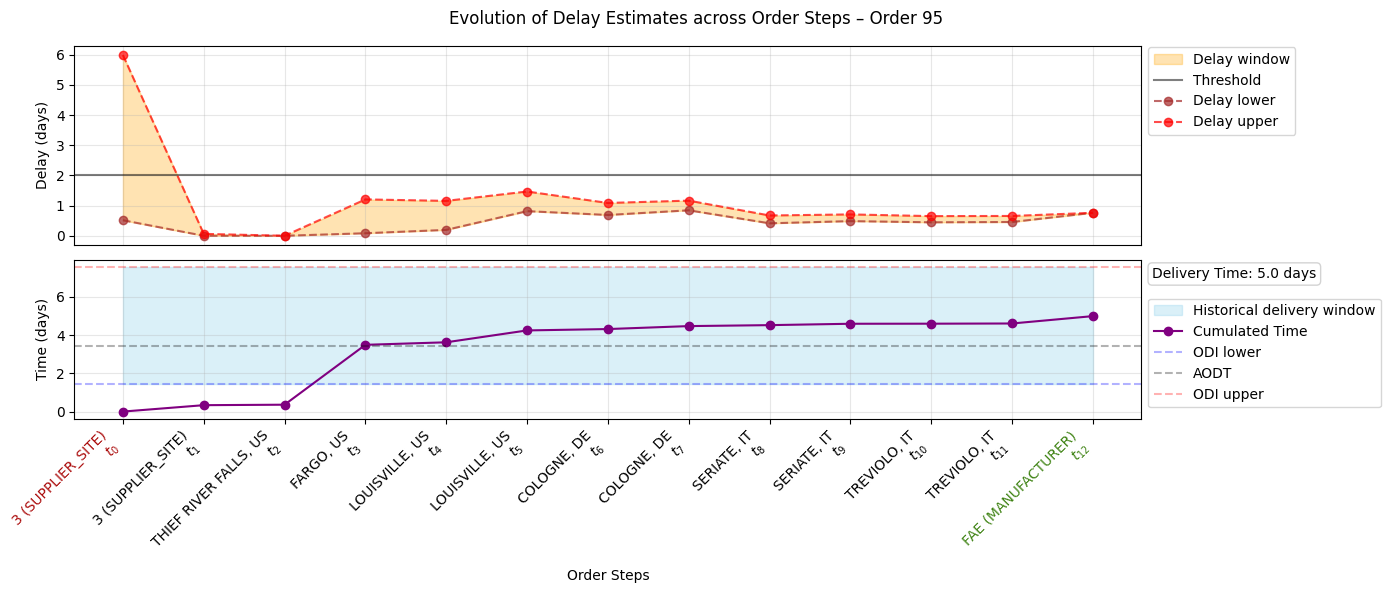 Evolution of Delay Estimates across Order Steps – Order 95
Delay (days)
6
5
4
3
2
1
0
Delay window
Threshold
Delay lower
Delay upper
Time (days)
6
4
2
0
Delivery Time: 5.0 days
Historical delivery window
Cumulated Time
ODI lower
AODT
ODI upper
3 (SUPPLIER_SITE)
t0
3 (SUPPLIER_SITE)
t1
THIEF RIVER FALLS, US
t2
FARGO, US
t3
LOUISVILLE, US
t4
LOUISVILLE, US
t5
COLOGNE, DE
t6
COLOGNE, DE
t7
SERIATE, IT
t8
SERIATE, IT
t9
TREVIOLO, IT
t10
TREVIOLO, IT
t11
FAE (MANUFACTURER)
t12
Order Steps